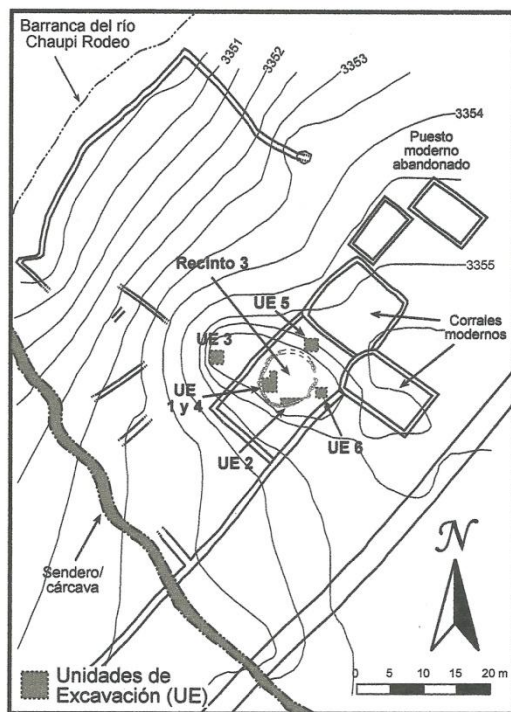 Barranca del río
Chaupi Rodeo
3351
3352
3353
3354
Puesto
moderno
abandonado
Recinto 3
3355
UE 5
UE 3
Corrales
modernos
UE
1 y 4
UE 2
UE 6
Sendero/
cárcava
N
Unidades de
Excavación (UE)
0 5 10 15 20 m